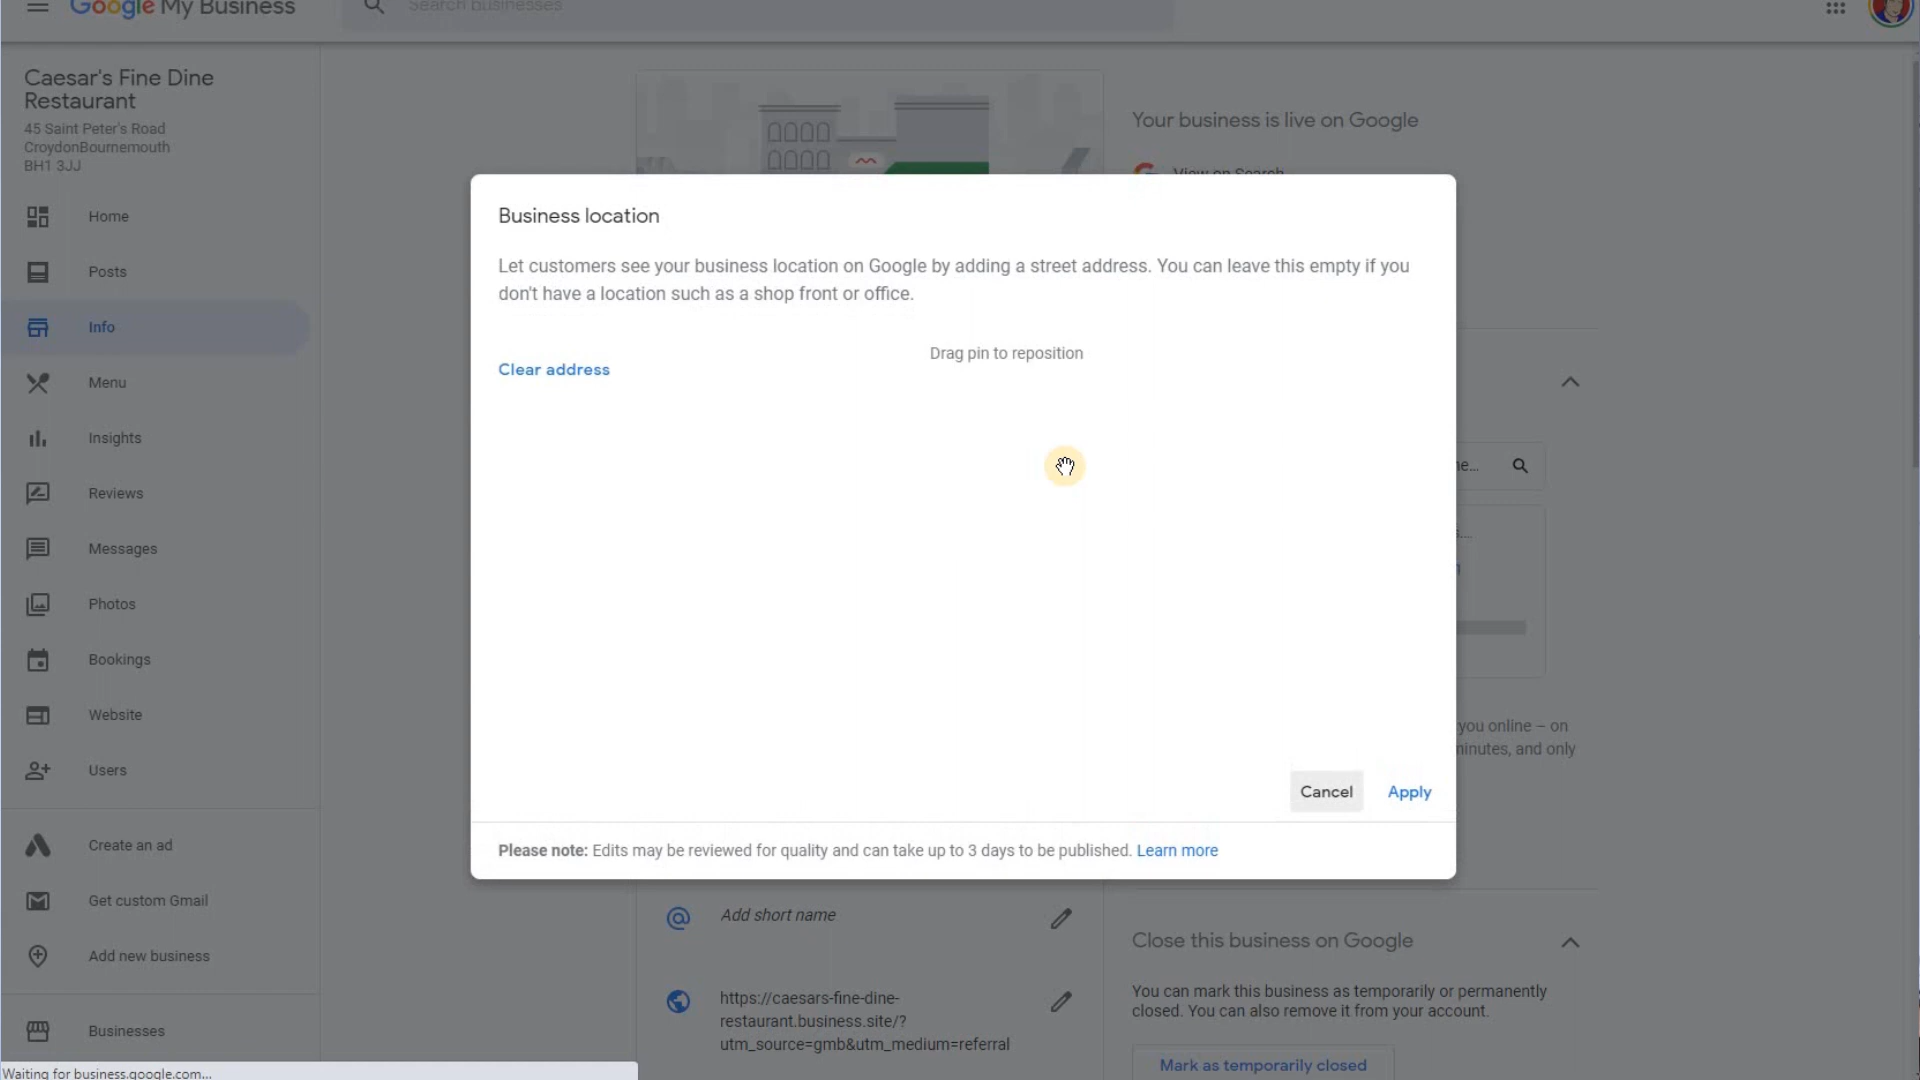 Google My Business
Search businesses
Caesar's Fine Dine
Restaurant
45 Saint Peter's Road
CroydonBournemouth
BH1 3JJ
Home
Posts
Info
Menu
Insights
Reviews
Messages
Photos
Bookings
Website
Users
Create an ad
Get custom Gmail
Add new business
Businesses
Waiting for business.google.com...
Your business is live on Google
View on Search
Business location
Let customers see your business location on Google by adding a street address. You can leave this empty if you
don't have a location such as a shop front or office.
Clear address
Drag pin to reposition
Cancel
Apply
Please note: Edits may be reviewed for quality and can take up to 3 days to be published. Learn more
you online – on
minutes, and only
Add short name
https://caesars-fine-dine-
restaurant.business.site/?
utm_source=gmb&utm_medium=referral
Close this business on Google
You can mark this business as temporarily or permanently
closed. You can also remove it from your account.
Mark as temporarily closed